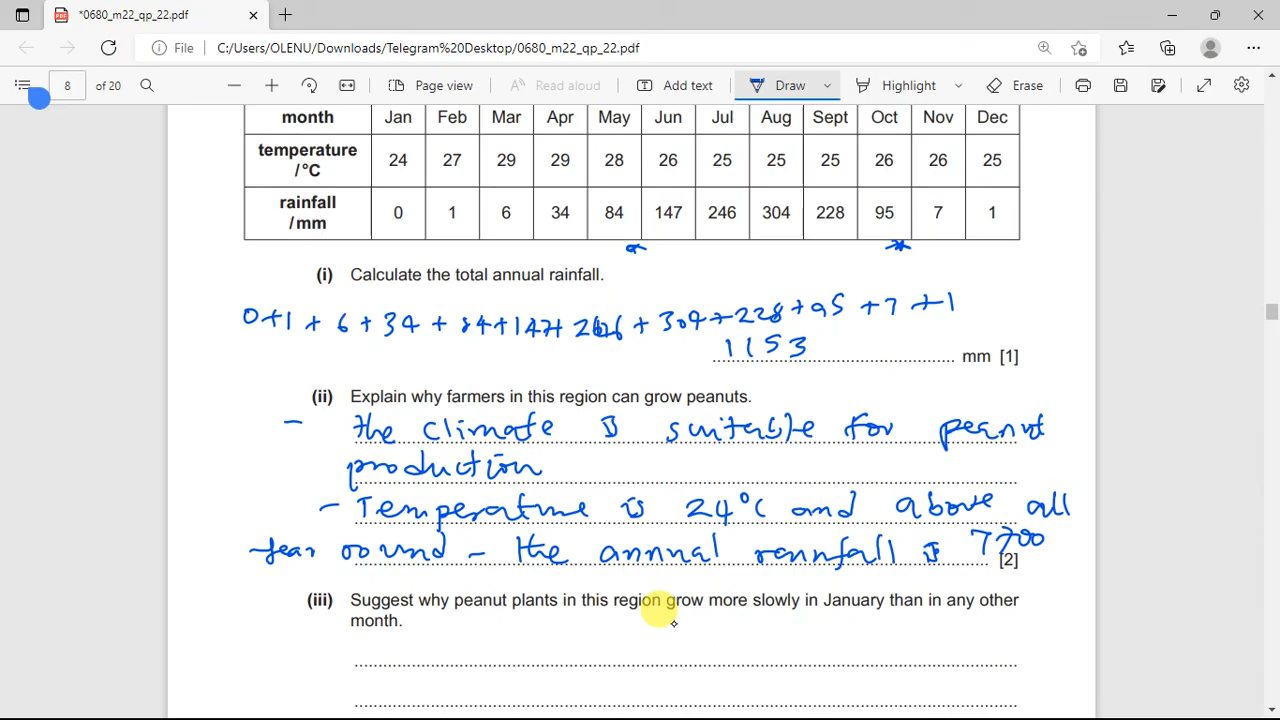 *0680_m22_qp_22.pdf
File C:/Users/OLENU/Downloads/Telegram%20Desktop/0680_m22_qp_22.pdf
8 of 20 Page view Read aloud Add text Draw Highlight Erase
month Jan Feb Mar Apr May Jun Jul Aug Sept Oct Nov Dec
temperature /°C 24 27 29 29 28 26 25 25 25 26 26 25
rainfall /mm 0 1 6 34 84 147 246 304 228 95 7 1
(i) Calculate the total annual rainfall.
0+1 + 6 + 34 + 84+147+ 246 + 304+228+95 +7 +1
1153
mm [1]
(ii) Explain why farmers in this region can grow peanuts.
- the climate is suitable for peanut
production
- Temperature is 24°C and above all
year round - the annual rainfall is 7700
[2]
(iii) Suggest why peanut plants in this region grow more slowly in January than in any other
month.